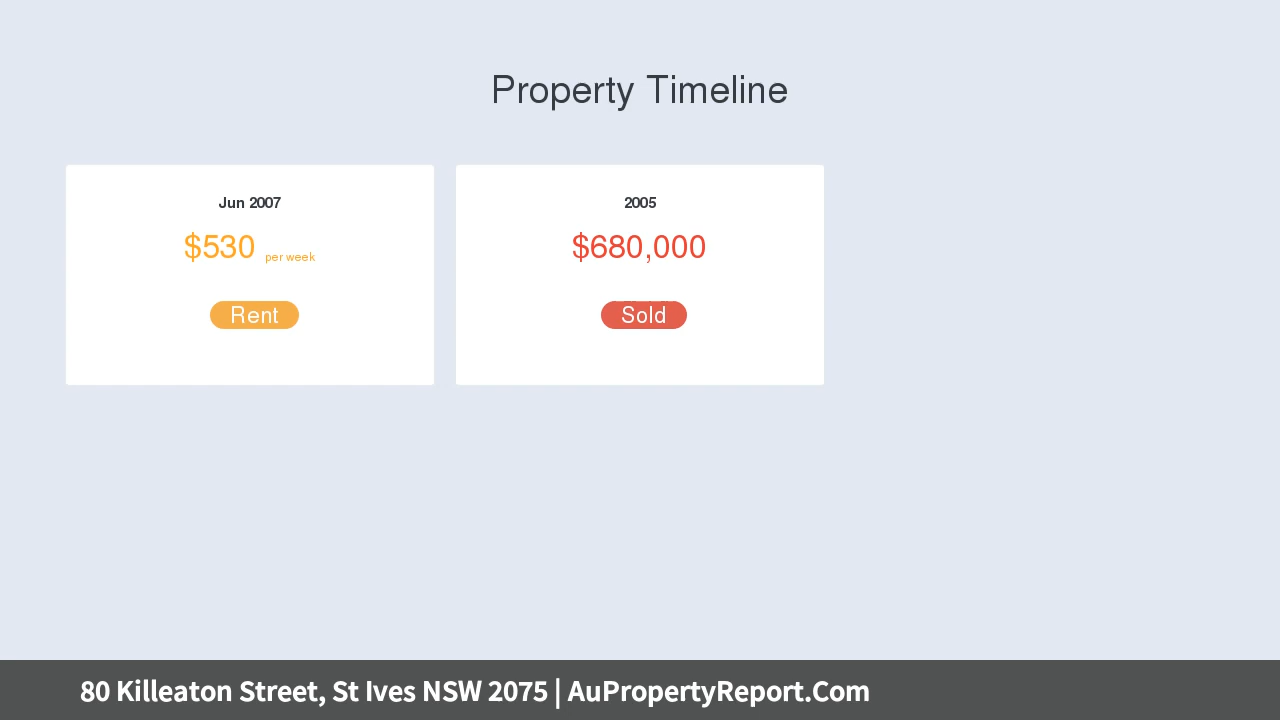 Property Timeline
Jun 2007
$530 per week
Rent
2005
$680,000
Sold
80 Killeaton Street, St Ives NSW 2075 | AuPropertyReport.Com